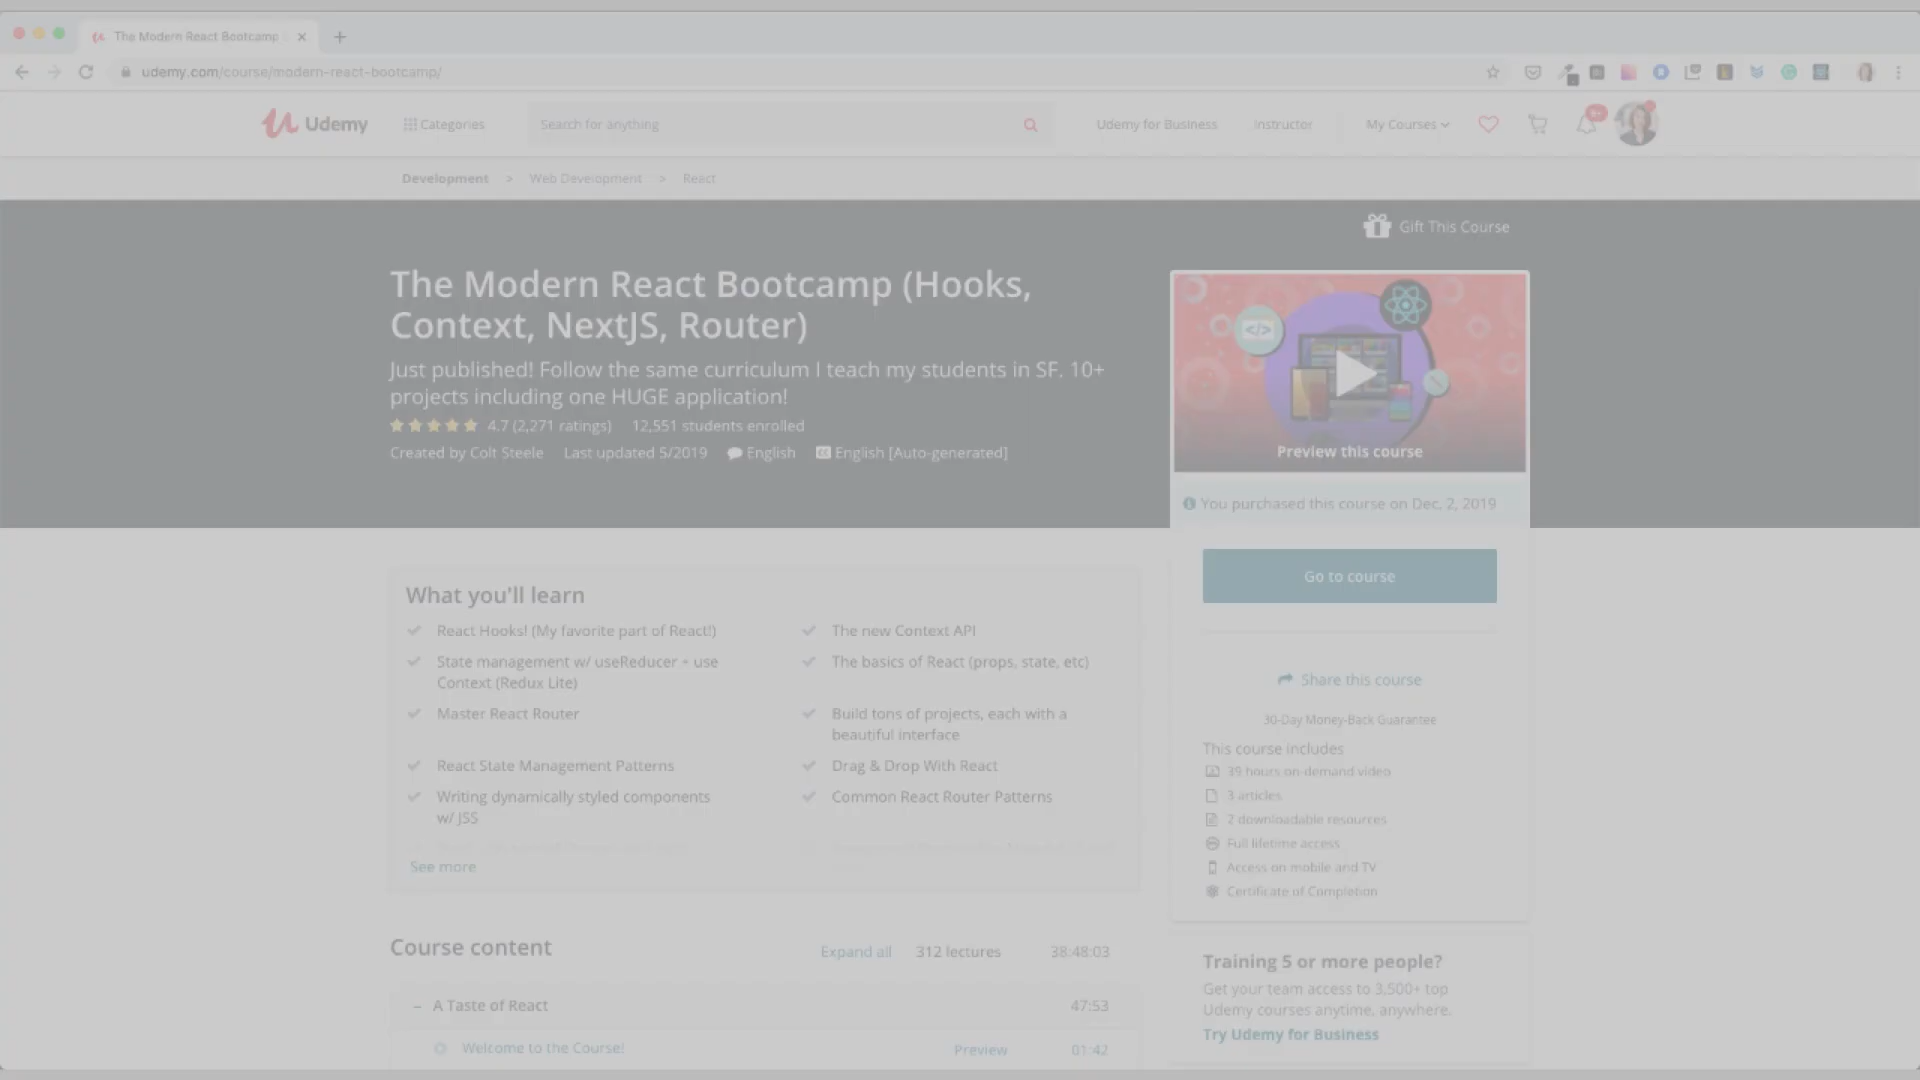 The Modern React Bootcamp
udemy.com/course/modern-react-bootcamp/
Udemy
Categories
Search for anything
Udemy for Business
Instructor
My Courses
Development > Web Development > React
Gift This Course
The Modern React Bootcamp (Hooks,
Context, NextJS, Router)
Just published! Follow the same curriculum I teach my students in SF. 10+
projects including one HUGE application!
4.7 (2,271 ratings) 12,551 students enrolled
Created by Colt Steele Last updated 5/2019 English English [Auto-generated]
Preview this course
You purchased this course on Dec. 2, 2019
Go to course
Share this course
30-Day Money-Back Guarantee
This course includes
39 hours on-demand video
3 articles
2 downloadable resources
Full lifetime access
Access on mobile and TV
Certificate of Completion
Training 5 or more people?
Get your team access to 3,500+ top
Udemy courses anytime, anywhere.
Try Udemy for Business
What you'll learn
React Hooks! (My favorite part of React!)
The new Context API
State management w/ useReducer + use
Context (Redux Lite)
The basics of React (props, state, etc)
Master React Router
Build tons of projects, each with a
beautiful interface
React State Management Patterns
Drag & Drop With React
Writing dynamically styled components
w/ JSS
Common React Router Patterns
See more
Course content
Expand all 312 lectures 38:48:03
– A Taste of React 47:53
Welcome to the Course! Preview 01:42